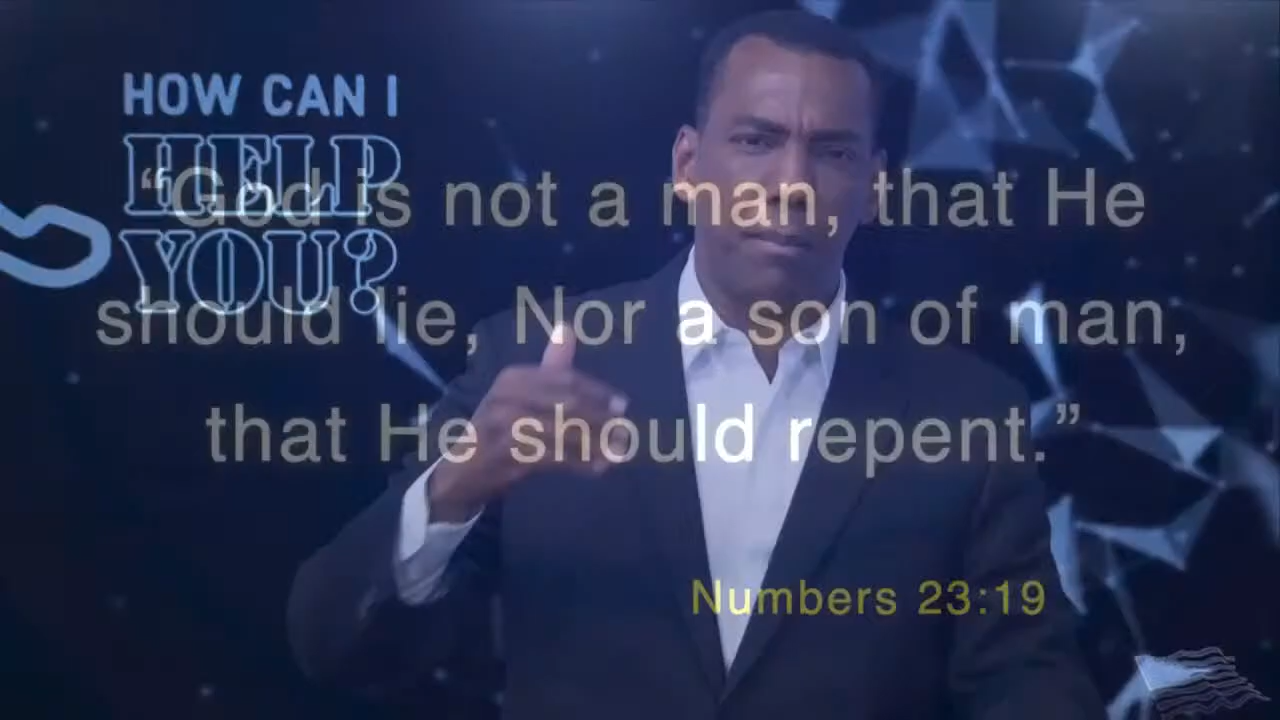 HOW CAN I
HELP
YOU?
“God is not a man, that He
should lie, Nor a son of man,
that He should repent.”
Numbers 23:19